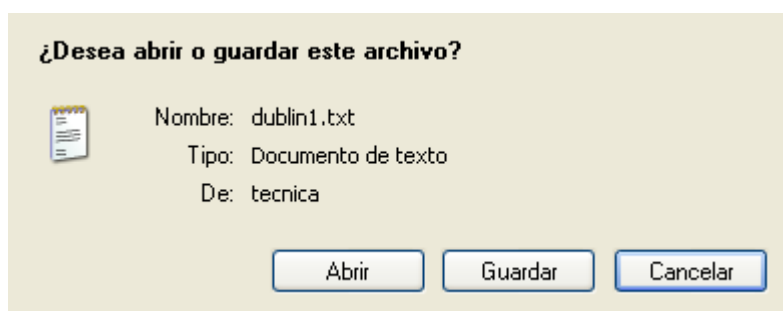 ¿Desea abrir o guardar este archivo?
Nombre: dublin1.txt
Tipo: Documento de texto
De: tecnica
Abrir Guardar Cancelar